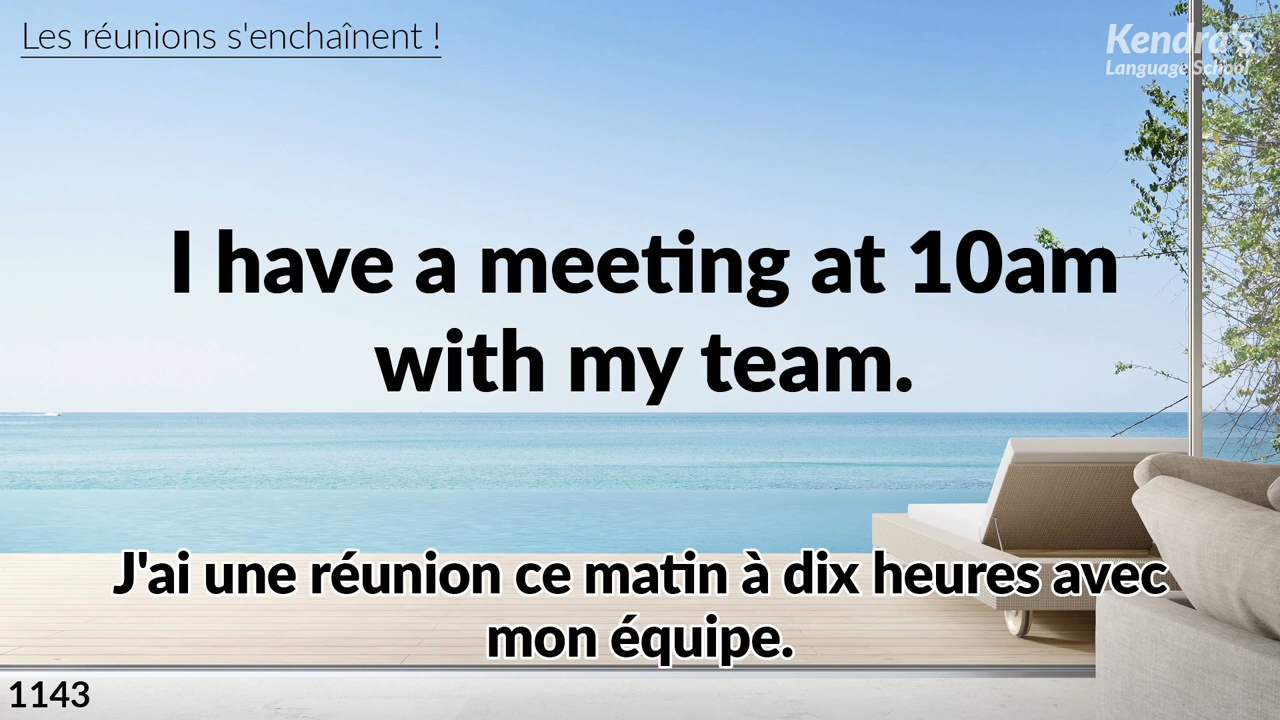 Les réunions s'enchaînent !
Kendra's
Language School
I have a meeting at 10am
with my team.
J'ai une réunion ce matin à dix heures avec
mon équipe.
1143